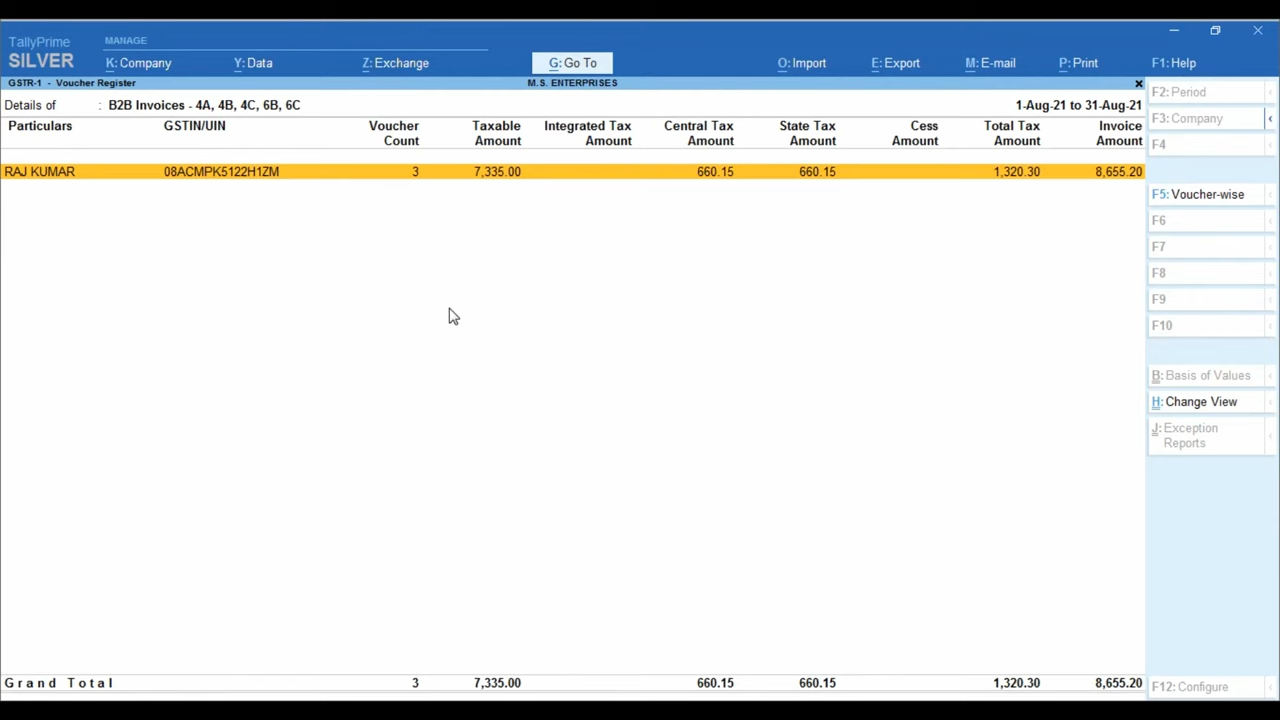 TallyPrime
SILVER
MANAGE
K: Company
Y: Data
Z: Exchange
G: Go To
O: Import
E: Export
M: E-mail
P: Print
F1: Help
GSTR-1 - Voucher Register
M.S. ENTERPRISES
Details of : B2B Invoices - 4A, 4B, 4C, 6B, 6C
1-Aug-21 to 31-Aug-21
Particulars GSTIN/UIN Voucher Taxable Integrated Tax Central Tax State Tax Cess Total Tax Invoice
Count Amount Amount Amount Amount Amount Amount Amount
RAJ KUMAR 08ACMPK5122H1ZM 3 7,335.00 660.15 660.15 1,320.30 8,655.20
Grand Total 3 7,335.00 660.15 660.15 1,320.30 8,655.20
F2: Period
F3: Company
F4
F5: Voucher-wise
F6
F7
F8
F9
F10
B: Basis of Values
H: Change View
J: Exception
Reports
F12: Configure